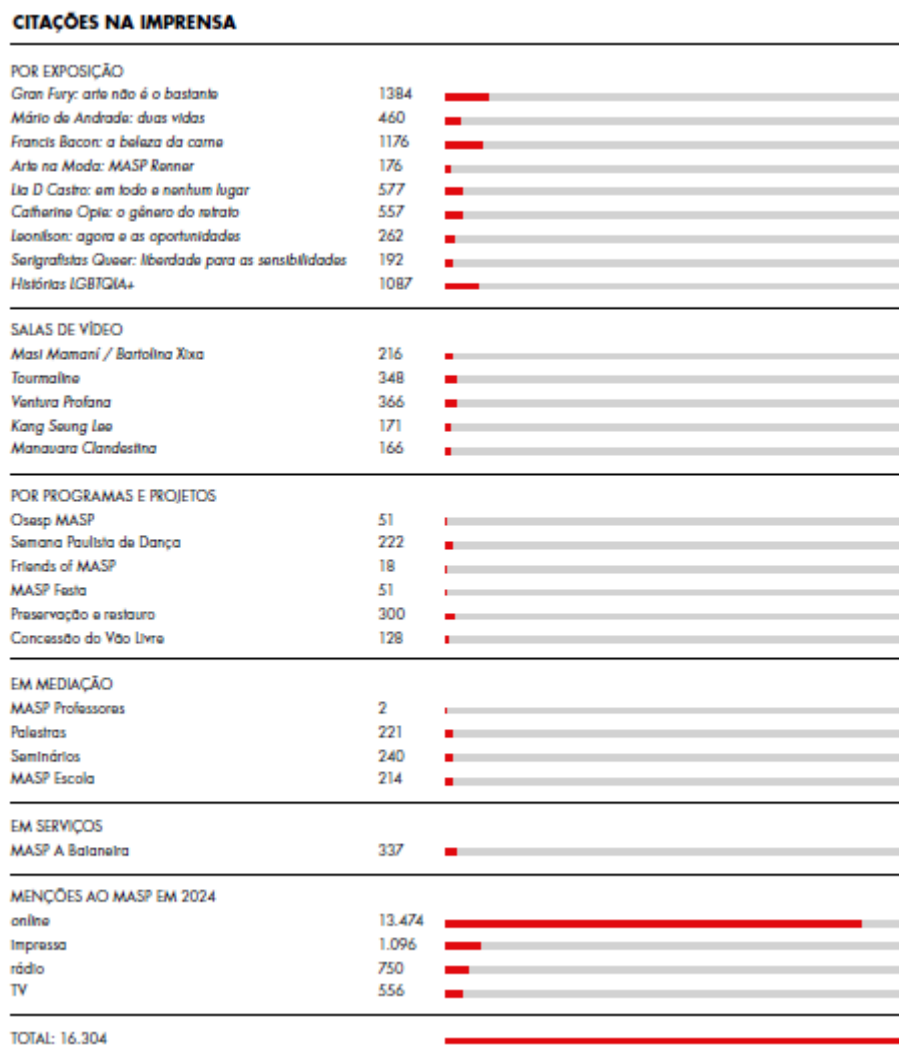 CITAÇÕES NA IMPRENSA
POR EXPOSIÇÃO
Gran Fury: arte não é o bastante 1384
Mário de Andrade: duas vidas 460
Francis Bacon: a beleza da carne 1176
Arte na Moda: MASP Renner 176
Lia D Castro: em todo e nenhum lugar 577
Catherine Opie: o gênero do retrato 557
Leonilson: agora e as oportunidades 262
Serigrafistas Queer: liberdade para as sensibilidades 192
Histórias LGBTQIA+ 1087
SALAS DE VÍDEO
Masi Mamaní / Bartolina Xixa 216
Tourmaline 348
Ventura Profana 366
Kang Seung Lee 171
Manauara Clandestina 166
POR PROGRAMAS E PROJETOS
Osesp MASP 51
Semana Paulista de Dança 222
Friends of MASP 18
MASP Festa 51
Preservação e restauro 300
Concessão do Vão Livre 128
EM MEDIAÇÃO
MASP Professores 2
Palestras 221
Seminários 240
MASP Escola 214
EM SERVIÇOS
MASP A Baianeira 337
MENÇÕES AO MASP EM 2024
online 13.474
impressa 1.096
rádio 750
TV 556
TOTAL: 16.304